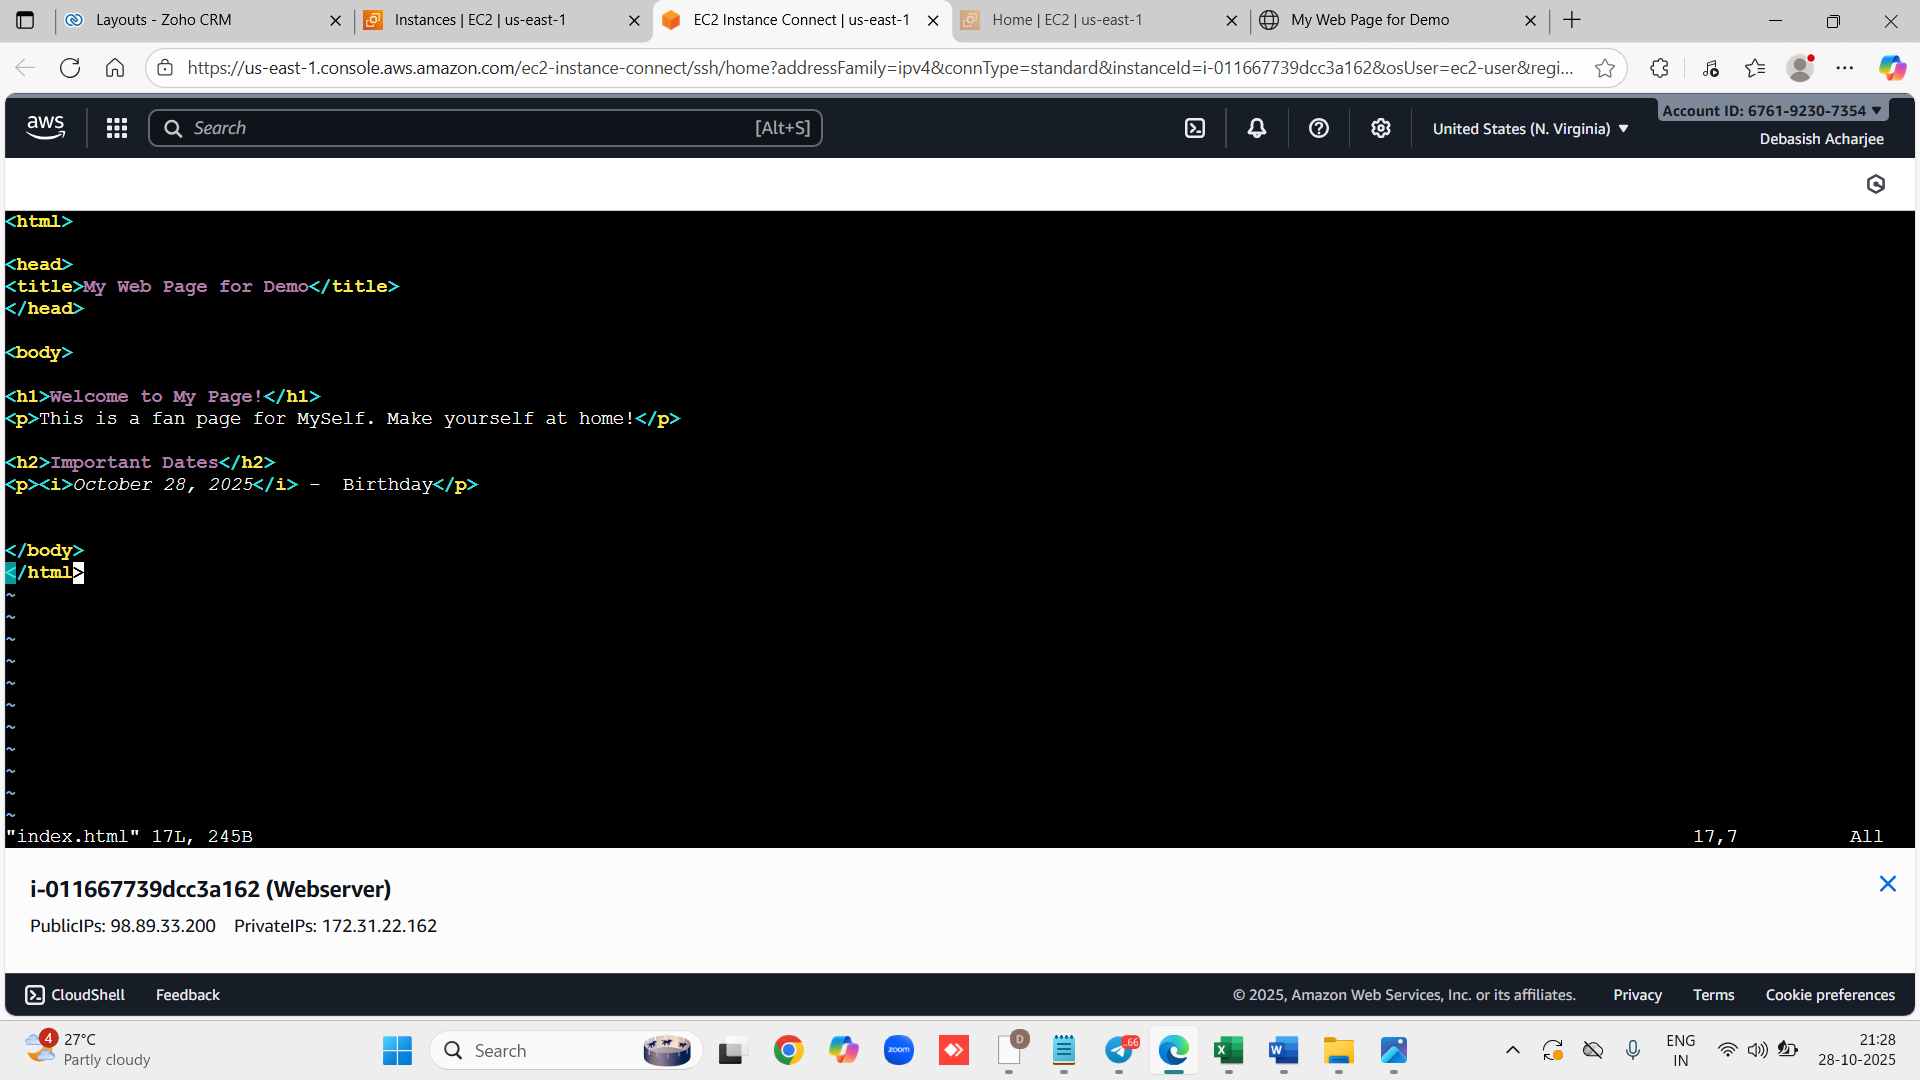 Layouts - Zoho CRM
Instances | EC2 | us-east-1
EC2 Instance Connect | us-east-1
Home | EC2 | us-east-1
My Web Page for Demo
https://us-east-1.console.aws.amazon.com/ec2-instance-connect/ssh/home?addressFamily=ipv4&connType=standard&instanceId=i-011667739dcc3a162&osUser=ec2-user&regi...
aws
Search
[Alt+S]
United States (N. Virginia)
Account ID: 6761-9230-7354
Debasish Acharjee
<html>
<head>
<title>My Web Page for Demo</title>
</head>
<body>
<h1>Welcome to My Page!</h1>
<p>This is a fan page for MySelf. Make yourself at home!</p>
<h2>Important Dates</h2>
<p><i>October 28, 2025</i> -  Birthday</p>
</body>
</html>
~
~
~
~
~
~
~
~
~
~
~
"index.html" 17L, 245B
17,7
All
i-011667739dcc3a162 (Webserver)
PublicIPs: 98.89.33.200 PrivateIPs: 172.31.22.162
CloudShell
Feedback
© 2025, Amazon Web Services, Inc. or its affiliates.
Privacy
Terms
Cookie preferences
4
27°C
Partly cloudy
Search
zoom
D
.66
X
W
ENG
IN
21:28
28-10-2025